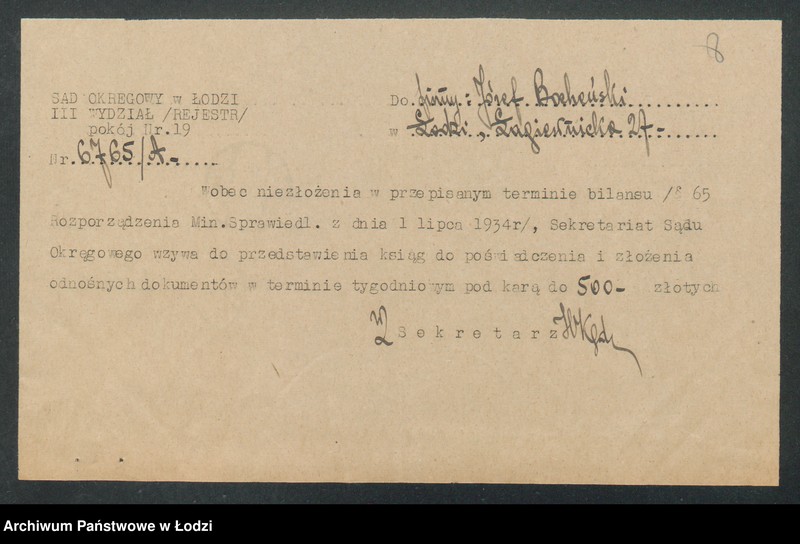 8
SĄD OKRĘGOWY w ŁODZI
III WYDZIAŁ /REJESTR/
pokój Nr.19
Nr. 6765/A-
Do firmy: Józef Bocheński
w Łodzi, Łagiewnicka 27-
Wobec niezłożenia w przepisanym terminie bilansu /§ 65
Rozporządzenia Min.Sprawiedl. z dnia 1 lipca 1934r/, Sekretariat Sądu
Okręgowego wzywa do przedstawienia ksiąg do poświadczenia i złożenia
odnośnych dokumentów w terminie tygodniowym pod karą do 500- złotych
Sekretarz
Archiwum Państwowe w Łodzi